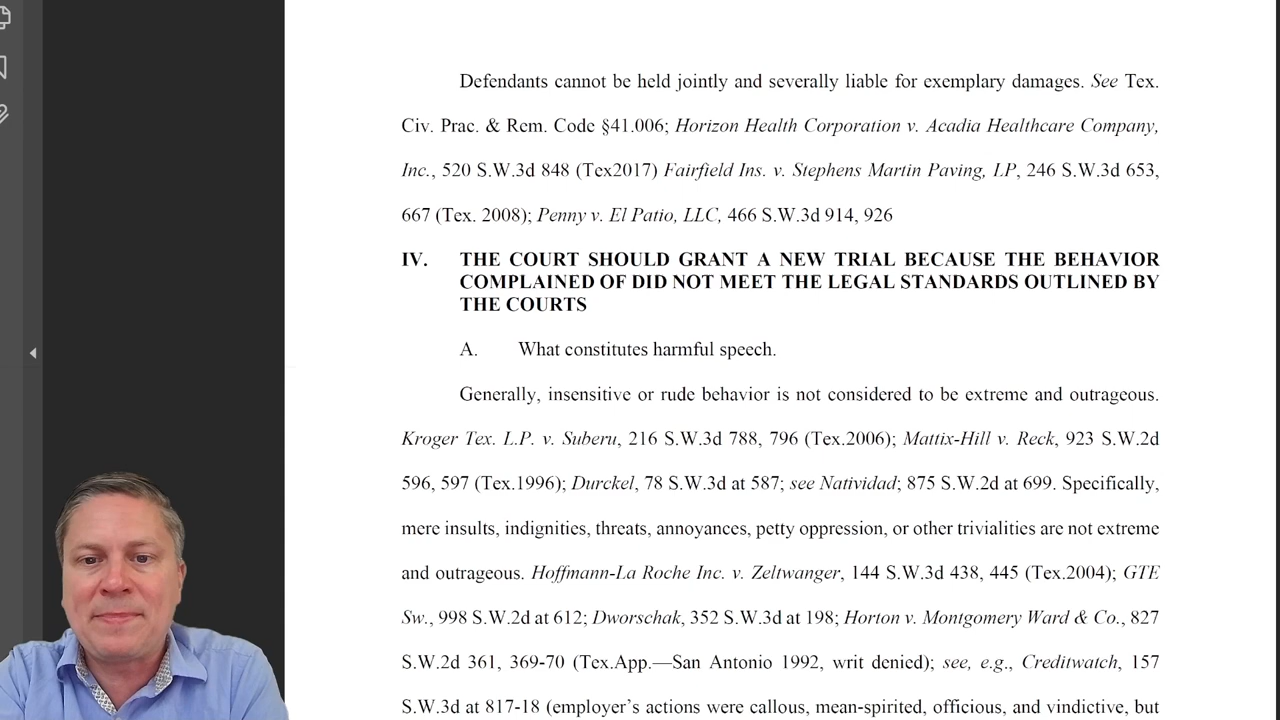 Defendants cannot be held jointly and severally liable for exemplary damages. See Tex.
Civ. Prac. & Rem. Code §41.006; Horizon Health Corporation v. Acadia Healthcare Company,
Inc., 520 S.W.3d 848 (Tex2017) Fairfield Ins. v. Stephens Martin Paving, LP, 246 S.W.3d 653,
667 (Tex. 2008); Penny v. El Patio, LLC, 466 S.W.3d 914, 926
IV. THE COURT SHOULD GRANT A NEW TRIAL BECAUSE THE BEHAVIOR
COMPLAINED OF DID NOT MEET THE LEGAL STANDARDS OUTLINED BY
THE COURTS
A. What constitutes harmful speech.
Generally, insensitive or rude behavior is not considered to be extreme and outrageous.
Kroger Tex. L.P. v. Suberu, 216 S.W.3d 788, 796 (Tex.2006); Mattix-Hill v. Reck, 923 S.W.2d
596, 597 (Tex.1996); Durckel, 78 S.W.3d at 587; see Natividad; 875 S.W.2d at 699. Specifically,
mere insults, indignities, threats, annoyances, petty oppression, or other trivialities are not extreme
and outrageous. Hoffmann-La Roche Inc. v. Zeltwanger, 144 S.W.3d 438, 445 (Tex.2004); GTE
Sw., 998 S.W.2d at 612; Dworschak, 352 S.W.3d at 198; Horton v. Montgomery Ward & Co., 827
S.W.2d 361, 369-70 (Tex.App.—San Antonio 1992, writ denied); see, e.g., Creditwatch, 157
S.W.3d at 817-18 (employer's actions were callous, mean-spirited, officious, and vindictive, but